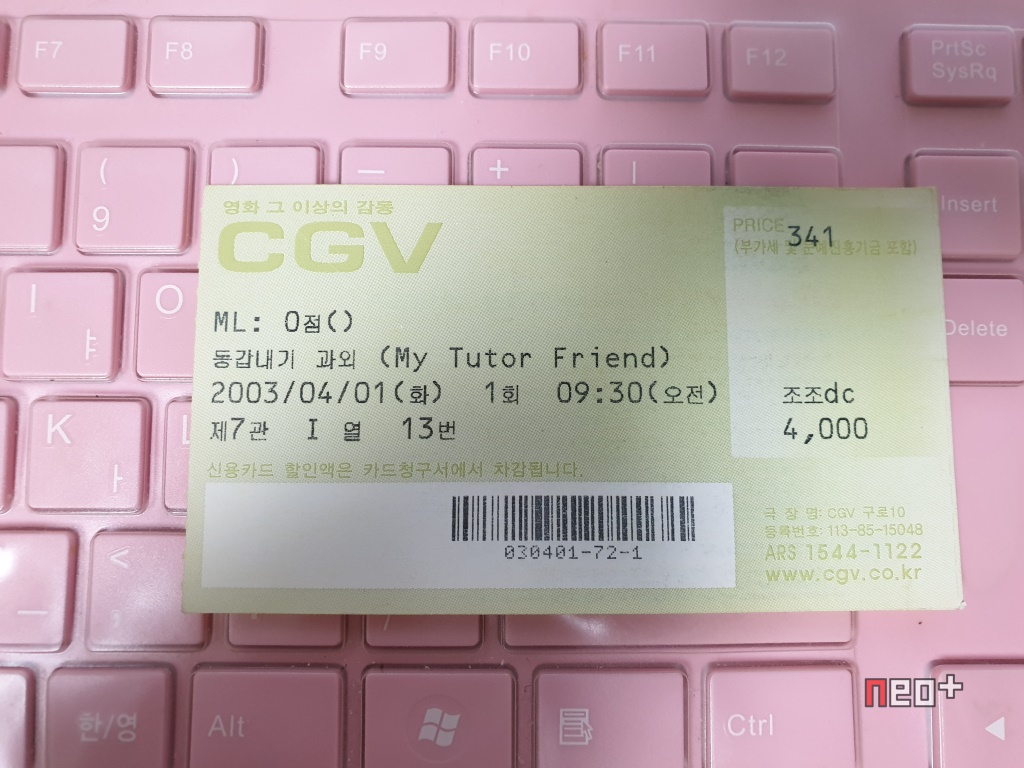 F7 F8 F9 F10 F11 F12 PrtSc
SysRq
( ) — + |
9
Insert
영화 그 이상의 감동
CGV
PRICE 341
(부가세 및 문예진흥기금 포함)
I ㅑ O
Delete
ML: 0점()
동갑내기 과외 (My Tutor Friend)
2003/04/01(화) 1회 09:30(오전) 조조dc
제7관 I 열 13번 4,000
K ㅏ L
신용카드 할인액은 카드청구서에서 차감됩니다.
030401-72-1
극 장 명: CGV 구로10
등록번호: 113-85-15048
ARS 1544-1122
www.cgv.co.kr
<
,
한/영 Alt Ctrl
neo+